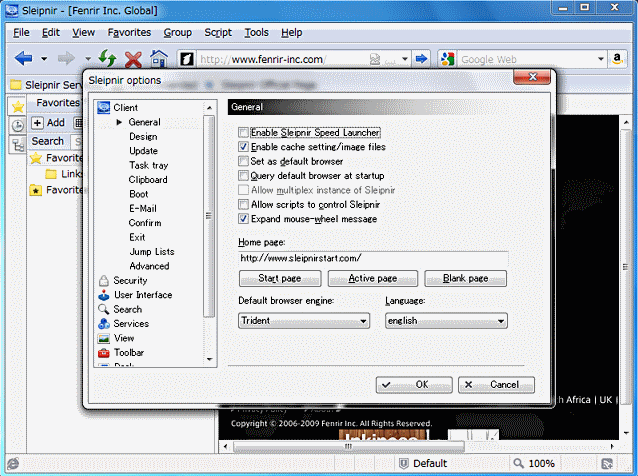 Sleipnir - [Fenrir Inc. Global]
File Edit View Favorites Group Script Tools Help
http://www.fenrir-inc.com/
Google Web
Sleipnir Serv
Official Page
Sleipnir options
Favorites
Add
Search
Favorite
Links
Favorite
Client
General
Design
Update
Task tray
Clipboard
Boot
E-Mail
Confirm
Exit
Jump Lists
Advanced
Security
User Interface
Search
Services
View
Toolbar
General
Enable Sleipnir Speed Launcher
Enable cache setting/image files
Set as default browser
Query default browser at startup
Allow multiplex instance of Sleipnir
Allow scripts to control Sleipnir
Expand mouse-wheel message
Home page:
http://www.sleipnirstart.com/
Start page Active page Blank page
Default browser engine: Language:
Trident english
OK Cancel
h Africa | UK |
Privacy Policy
Copyright © 2006-2009 Fenrir Inc. All Rights Reserved.
Default 100%